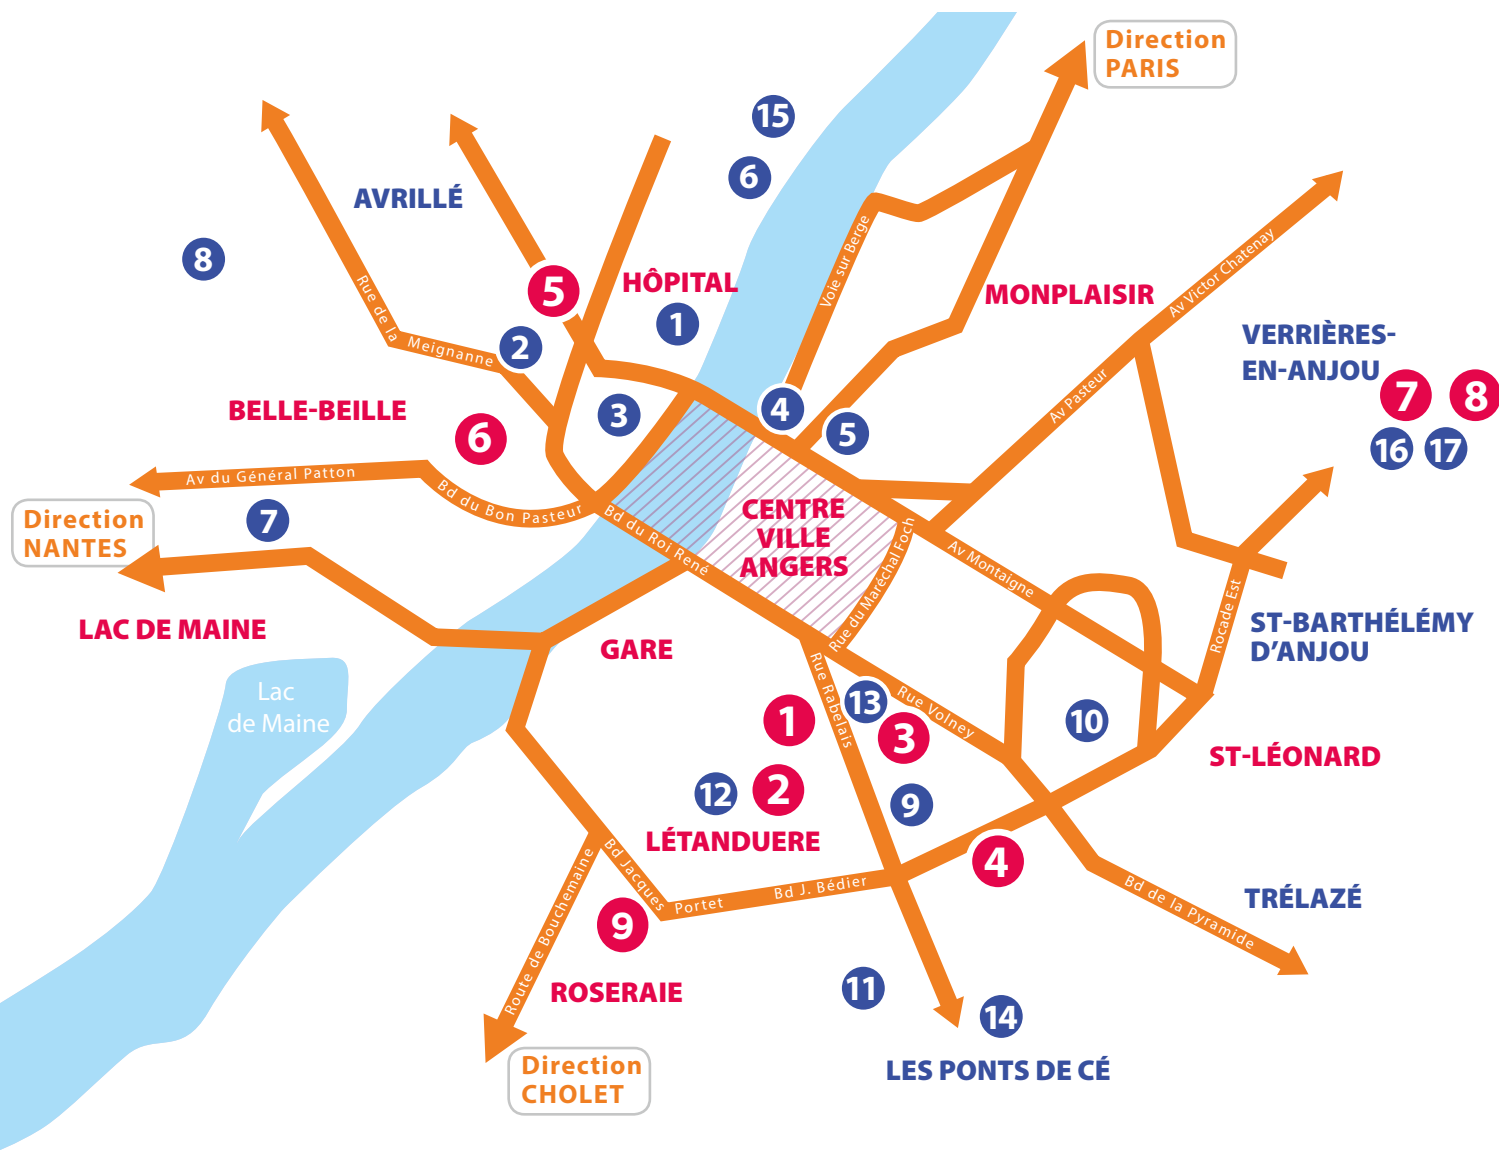 Direction
PARIS
15
6
AVRILLÉ
8
5
HÔPITAL
1
Voie sur Berge
MONPLAISIR
Av Victor Chatenay
Rue de la
Meignanne
2
VERRIÈRES-
EN-ANJOU
7
8
16
17
BELLE-BEILLE
6
3
4
5
Av Pasteur
Av du Général Patton
Bd du Bon Pasteur
7
Direction
NANTES
Bd du Roi René
CENTRE
VILLE
ANGERS
Rue du Maréchal Foch
Av Montaigne
Rocade Est
ST-BARTHÉLÉMY
D'ANJOU
LAC DE MAINE
GARE
Lac
de Maine
Rue Rabelais
13
Rue Volney
1
3
10
ST-LÉONARD
12
2
9
LÉTANDUERE
4
Bd Jacques
Portet
Bd J. Bédier
Bd de la Pyramide
TRÉLAZÉ
Route de Bouchemaine
9
ROSERAIE
11
14
LES PONTS DE CÉ
Direction
CHOLET